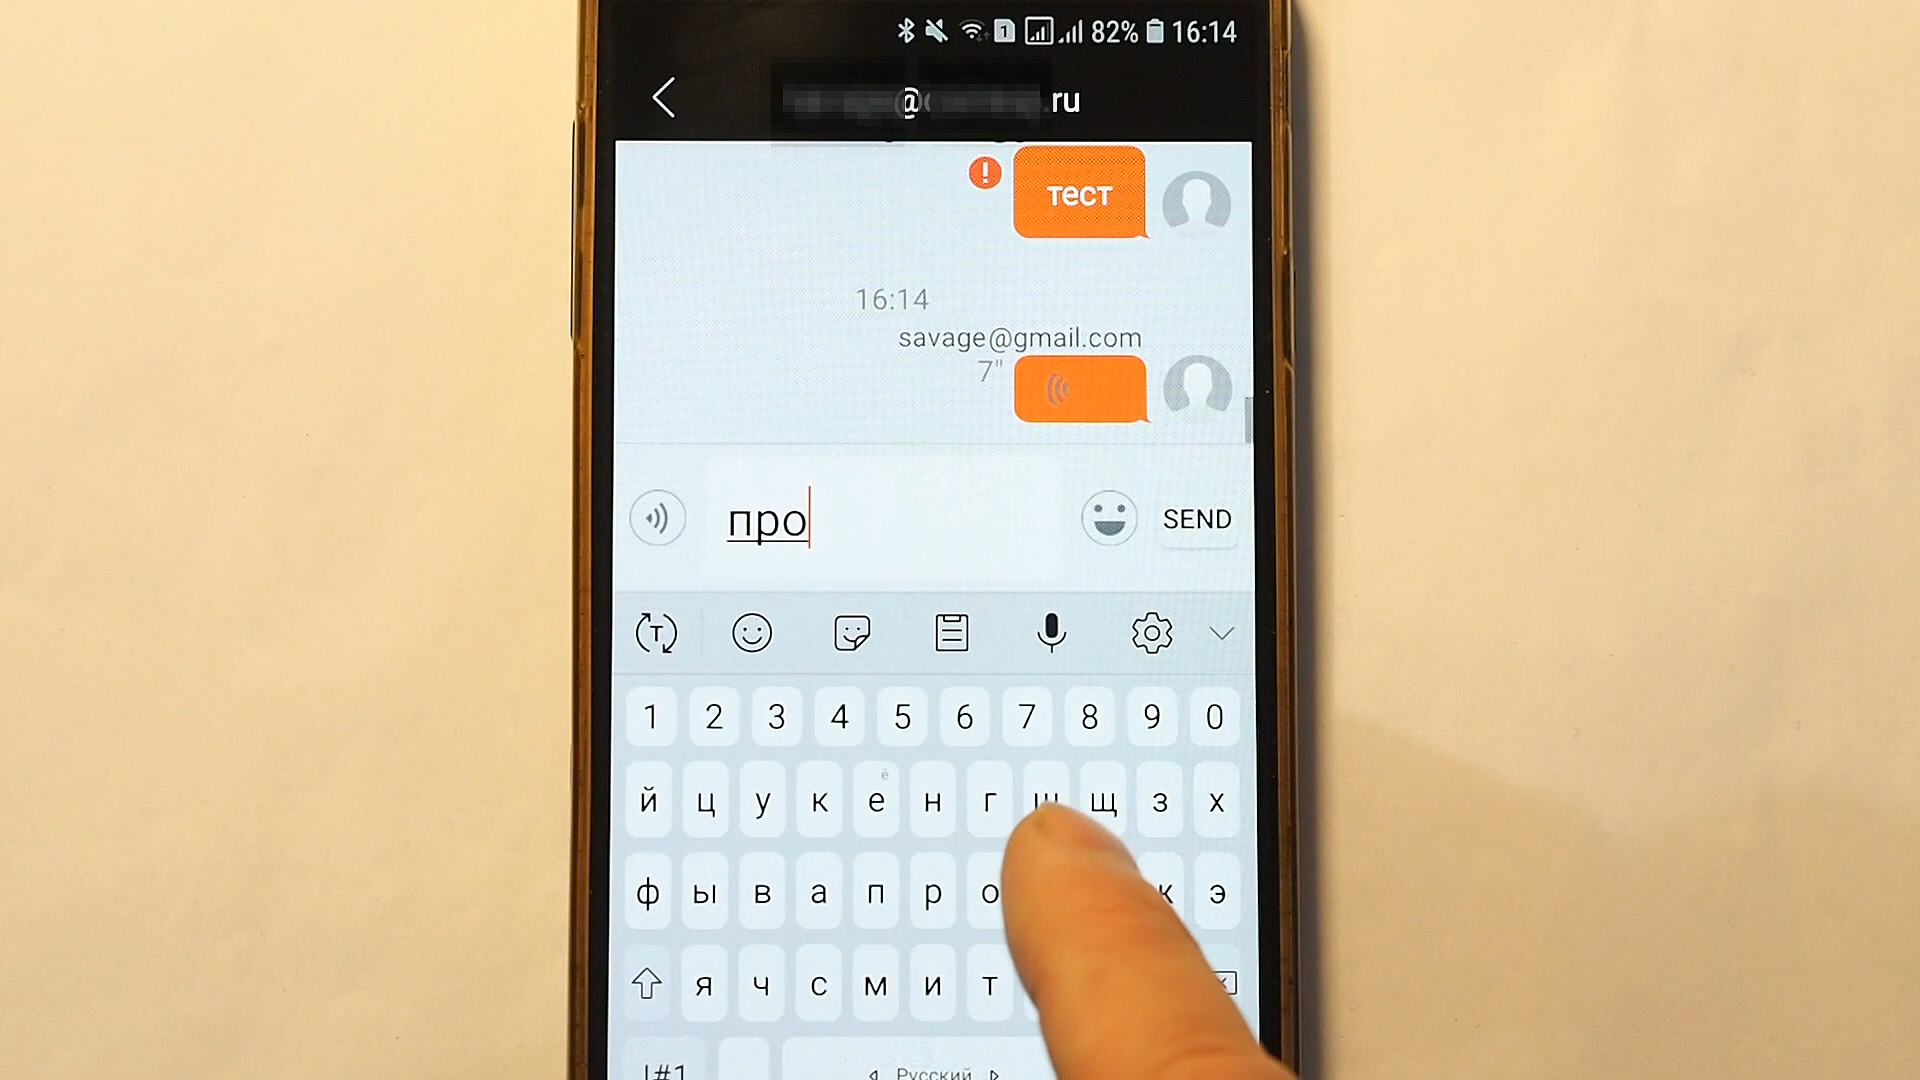 1 82% 16:14
@ .ru
! тест
16:14
savage@gmail.com
7"
про
SEND
T
1 2 3 4 5 6 7 8 9 0
ё
й ц у к е н г ш щ з х
ф ы в а п р о э
я ч с м и т
!#1 Русский